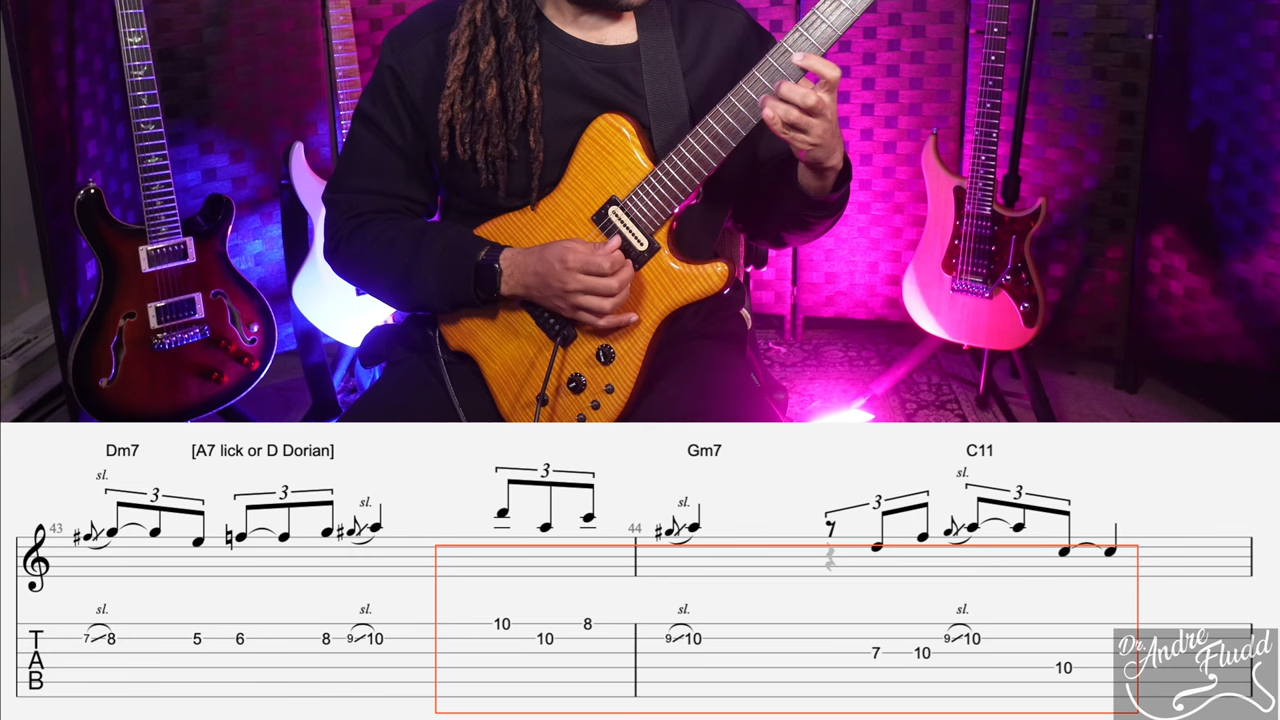 Dm7 [A7 lick or D Dorian] Gm7 C11
sl. sl.
3 3 sl. 3 sl. 3 3
43 44
sl. sl. sl. sl.
10 8
T 7 8 5 6 8 9 10 10 9 10 9 10
A 7 10
B 10
Dr. Andre
Fludd